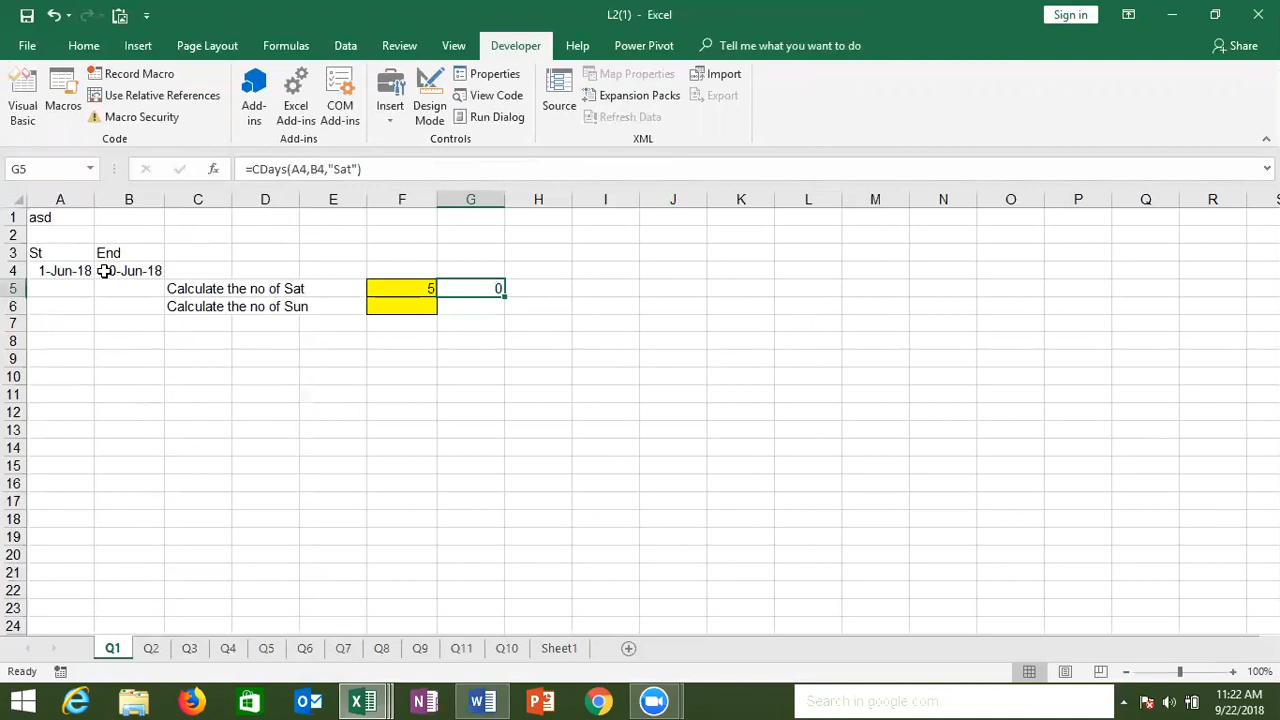 L2(1) - Excel
Sign in
File Home Insert Page Layout Formulas Data Review View Developer Help Power Pivot Tell me what you want to do Share
Visual Basic
Macros
Record Macro
Use Relative References
Macro Security
Code
Add-ins
Excel Add-ins
COM Add-ins
Add-ins
Insert
Design Mode
Properties
View Code
Run Dialog
Controls
Source
Map Properties
Expansion Packs
Refresh Data
Import
Export
XML
G5
fx
=CDays(A4,B4,"Sat")
A B C D E F G H I J K L M N O P Q R S
1 asd
2
3 St End
4 1-Jun-18 0-Jun-18
5 Calculate the no of Sat 5 0
6 Calculate the no of Sun
7
8
9
10
11
12
13
14
15
16
17
18
19
20
21
22
23
24
Q1 Q2 Q3 Q4 Q5 Q6 Q7 Q8 Q9 Q11 Q10 Sheet1
Ready
100%
Search in google.com
11:22 AM
9/22/2018